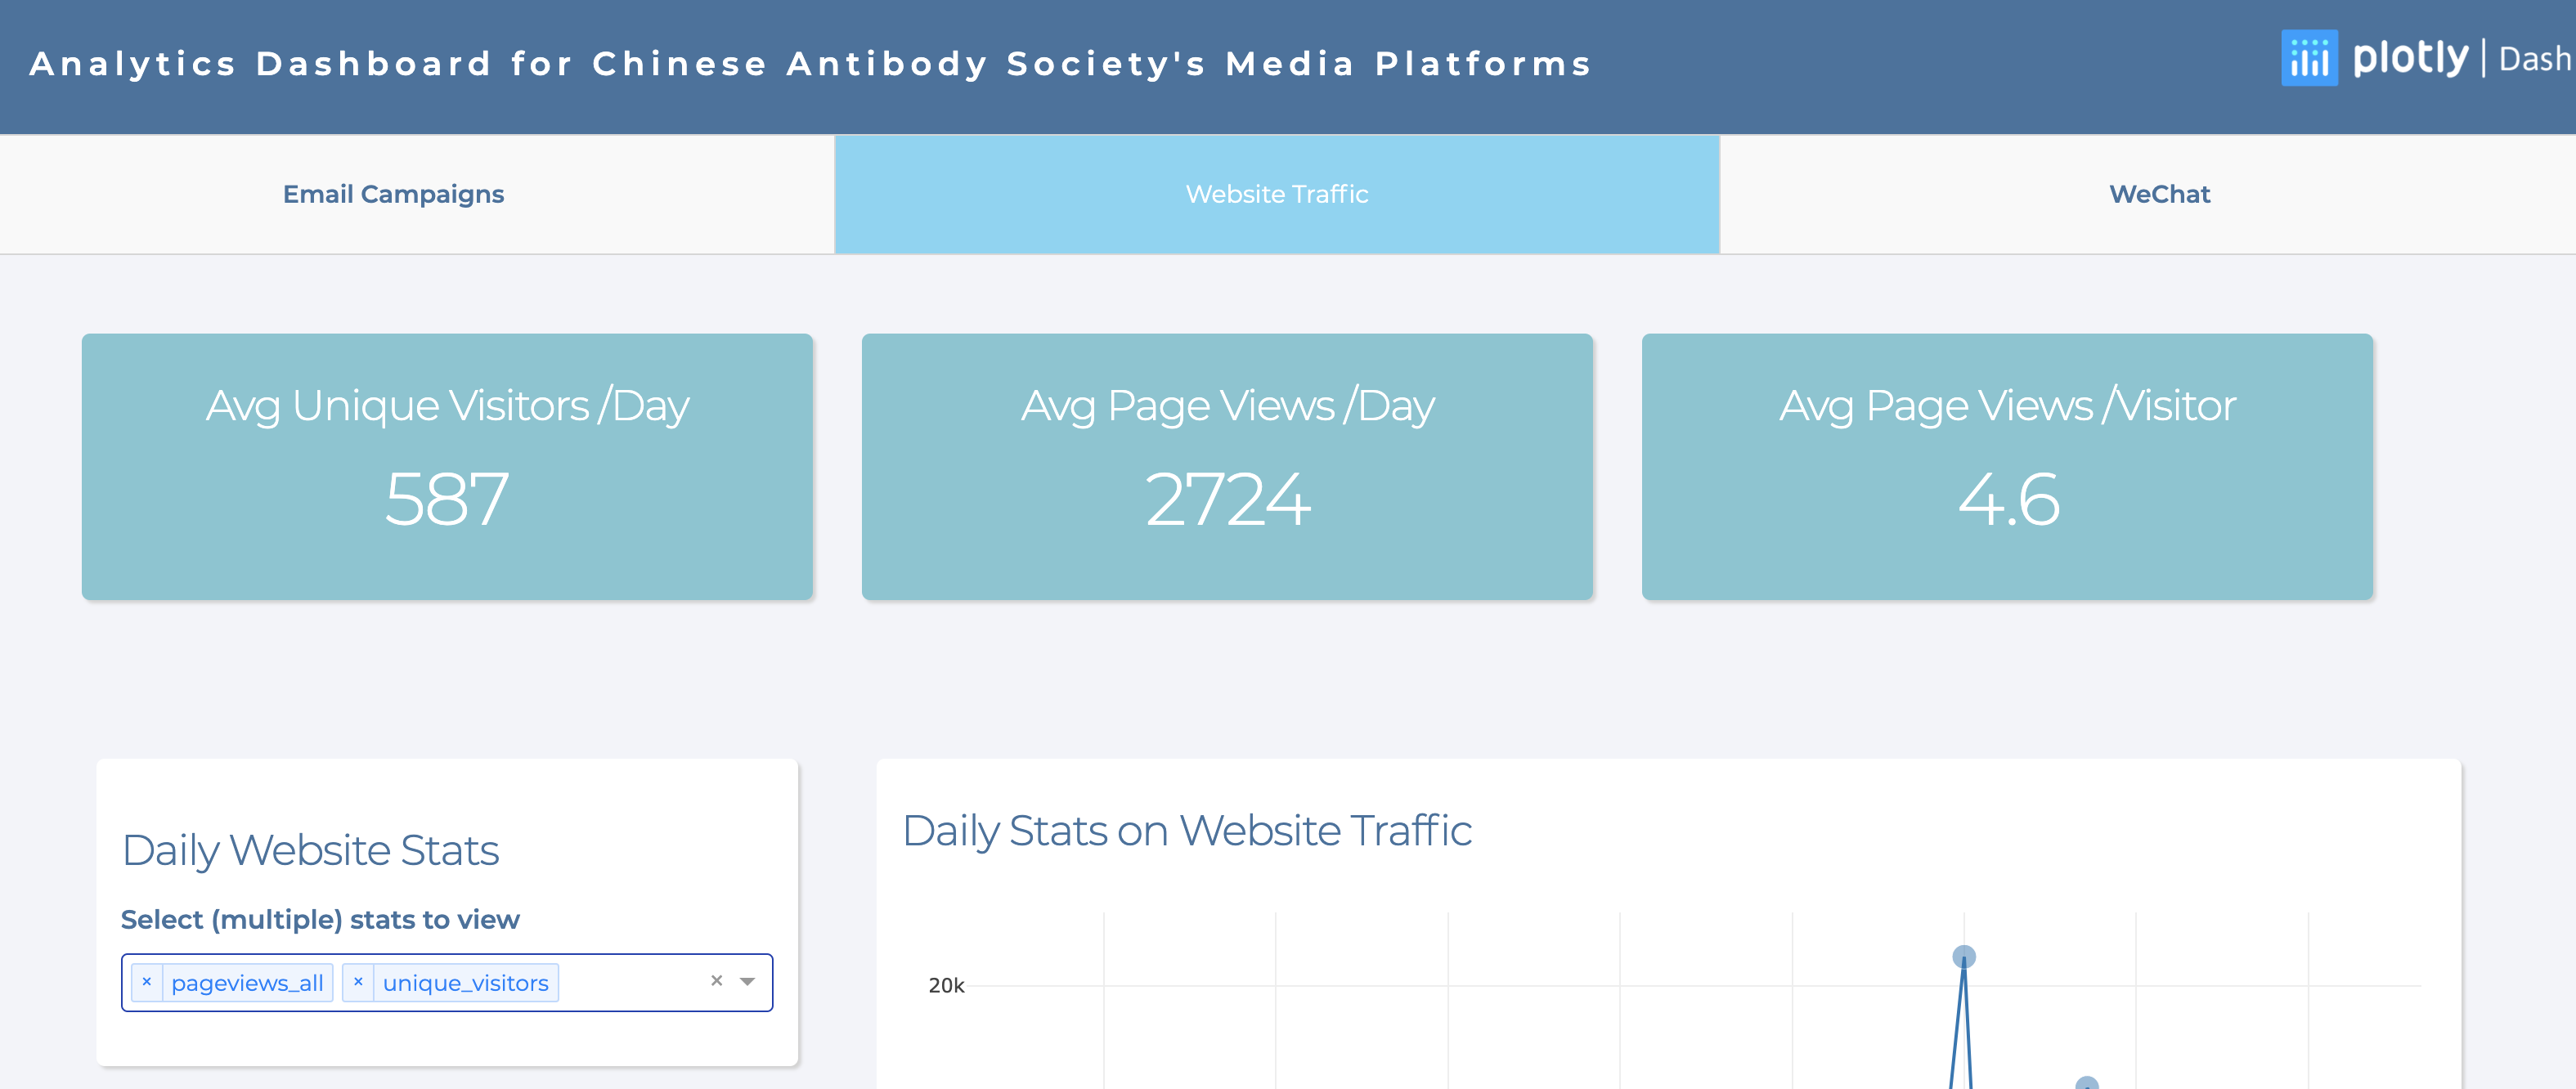 Analytics Dashboard for Chinese Antibody Society's Media Platforms
plotly | Dash
Email Campaigns
Website Traffic
WeChat
Avg Unique Visitors /Day
587
Avg Page Views /Day
2724
Avg Page Views /Visitor
4.6
Daily Website Stats
Select (multiple) stats to view
× pageviews_all × unique_visitors ×
Daily Stats on Website Traffic
20k